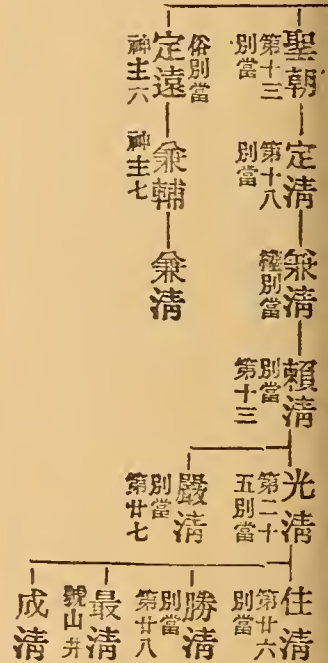 聖朝
第十三
別當
定清
第十八
別當
兼清
權別當
賴清
別當
第十三
光清
第二十
五別當
住清
第廿六
別當
俗別當
定遠
神主六
兼輔
神主七
兼清
嚴清
別當
第廿七
勝清
別當
第廿八
最清
號山井
成清